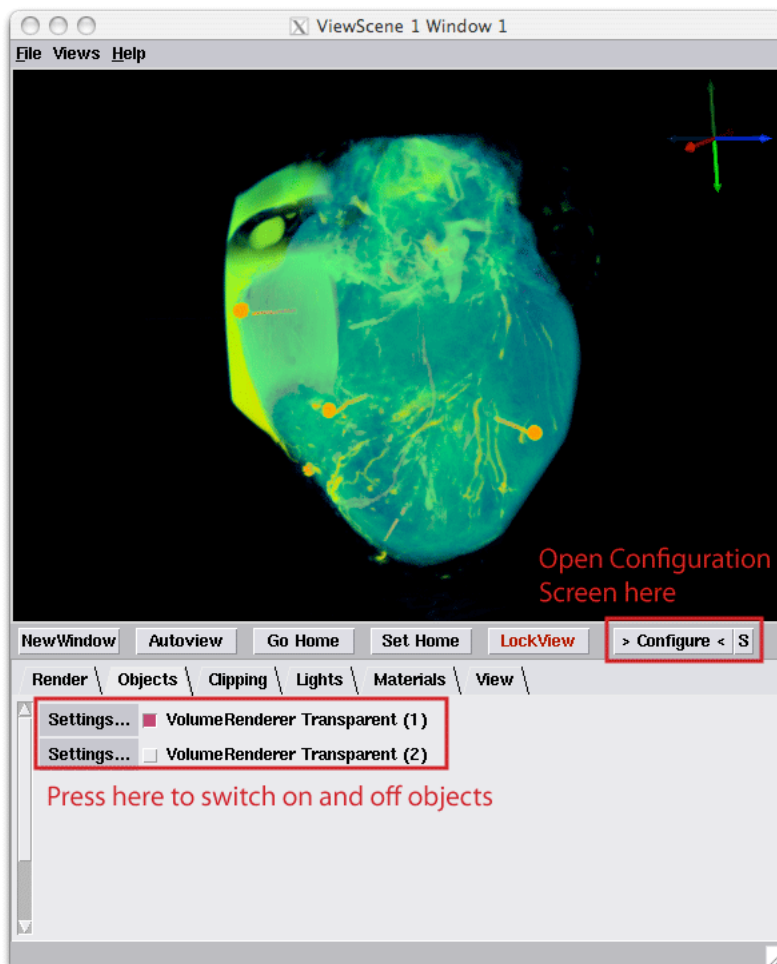 ViewScene 1 Window 1
File Views Help
Open Configuration
Screen here
NewWindow Autoview Go Home Set Home LockView > Configure < S
Render Objects Clipping Lights Materials View
Settings... VolumeRenderer Transparent (1)
Settings... VolumeRenderer Transparent (2)
Press here to switch on and off objects